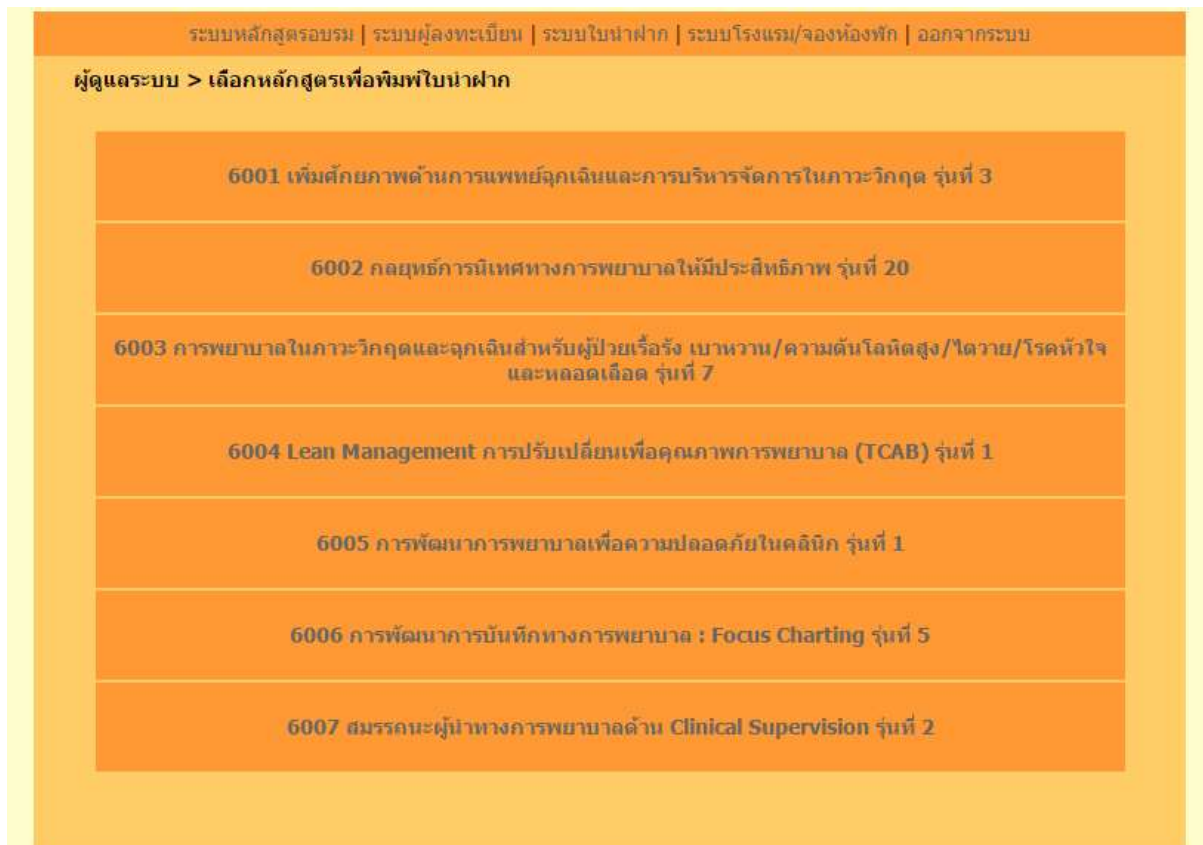 ระบบหลักสูตรอบรม | ระบบผู้ลงทะเบียน | ระบบใบนำฝาก | ระบบโรงแรม/จองห้องพัก | ออกจากระบบ
ผู้ดูแลระบบ > เลือกหลักสูตรเพื่อพิมพ์ใบนำฝาก
6001 เพิ่มศักยภาพด้านการแพทย์ฉุกเฉินและการบริหารจัดการในภาวะวิกฤต รุ่นที่ 3
6002 กลยุทธ์การนิเทศทางการพยาบาลให้มีประสิทธิภาพ รุ่นที่ 20
6003 การพยาบาลในภาวะวิกฤตและฉุกเฉินสำหรับผู้ป่วยเรื้อรัง เบาหวาน/ความดันโลหิตสูง/ไตวาย/โรคหัวใจ
และหลอดเลือด รุ่นที่ 7
6004 Lean Management การปรับเปลี่ยนเพื่อคุณภาพการพยาบาล (TCAB) รุ่นที่ 1
6005 การพัฒนาการพยาบาลเพื่อความปลอดภัยในคลินิก รุ่นที่ 1
6006 การพัฒนาการบันทึกทางการพยาบาล : Focus Charting รุ่นที่ 5
6007 สมรรถนะผู้นำทางการพยาบาลด้าน Clinical Supervision รุ่นที่ 2